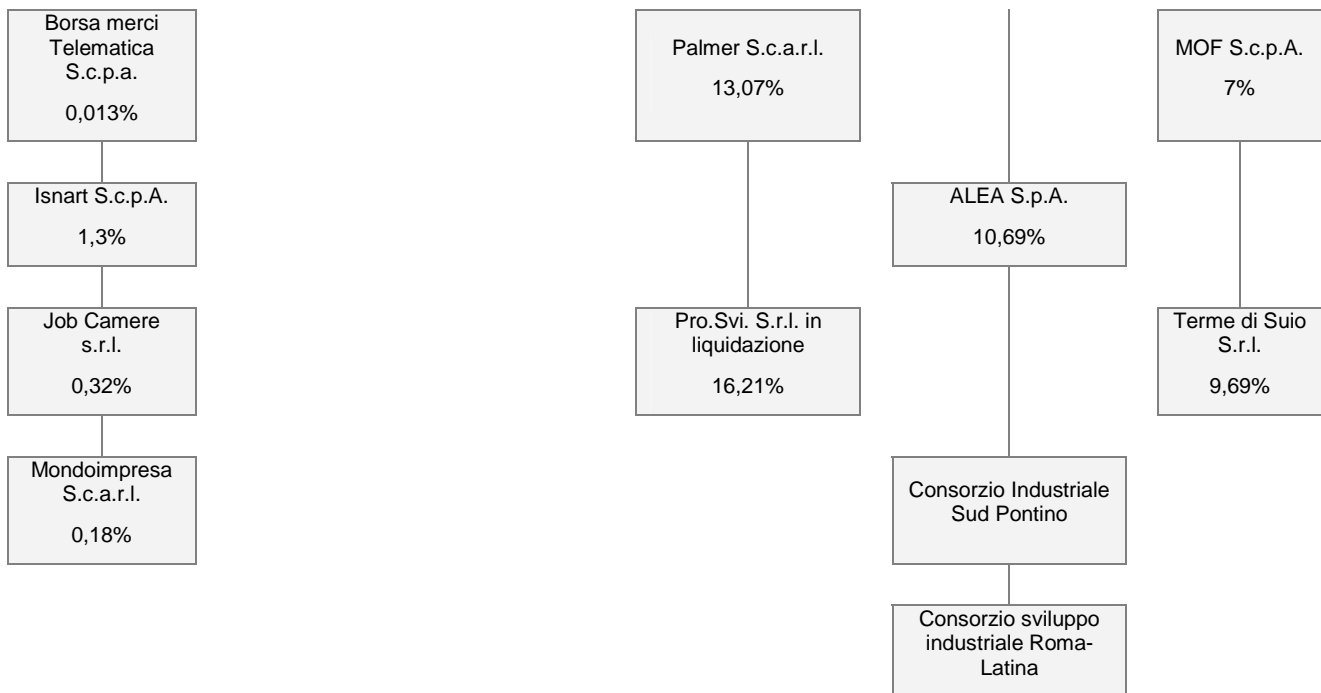 Borsa merci
Telematica
S.c.p.a.
0,013%
Palmer S.c.a.r.l.
13,07%
MOF S.c.p.A.
7%
Isnart S.c.p.A.
1,3%
ALEA S.p.A.
10,69%
Job Camere
s.r.l.
0,32%
Pro.Svi. S.r.l. in
liquidazione
16,21%
Terme di Suio
S.r.l.
9,69%
Mondoimpresa
S.c.a.r.l.
0,18%
Consorzio Industriale
Sud Pontino
Consorzio sviluppo
industriale Roma-
Latina